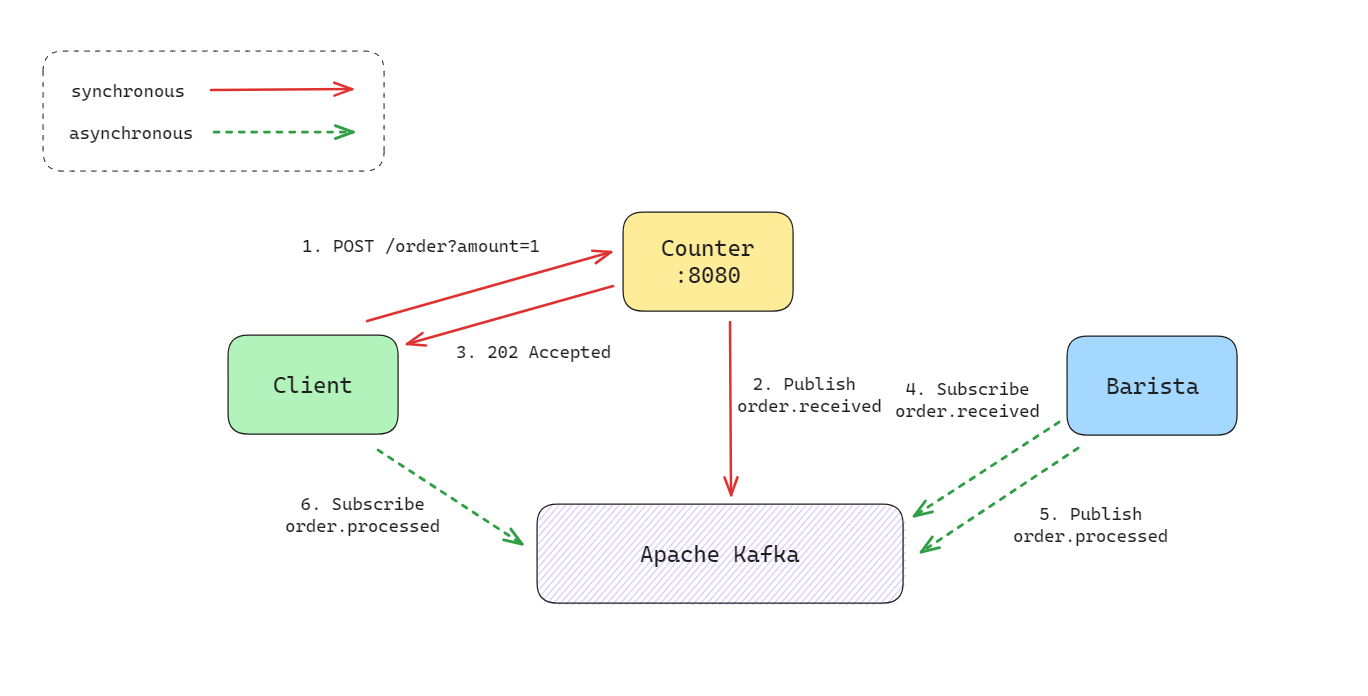 synchronous
asynchronous
1. POST /order?amount=1
Counter
:8080
3. 202 Accepted
Client
2. Publish
order.received
4. Subscribe
order.received
Barista
6. Subscribe
order.processed
5. Publish
order.processed
Apache Kafka